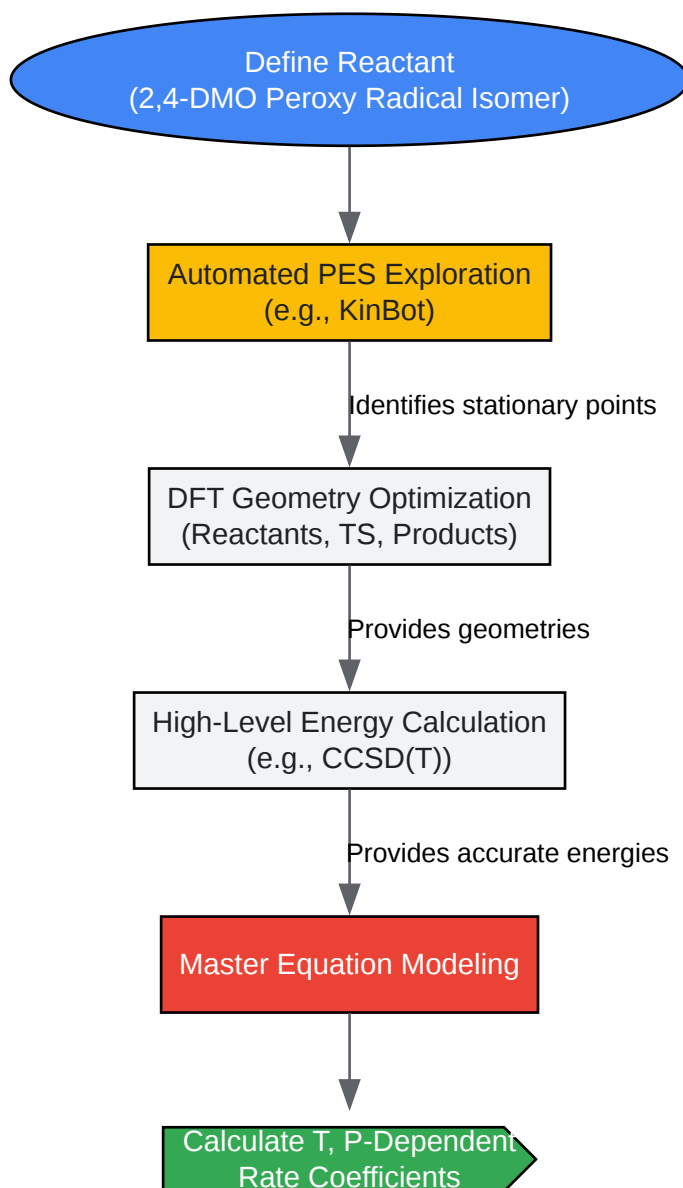 Define Reactant
(2,4-DMO Peroxy Radical Isomer)
Automated PES Exploration
(e.g., KinBot)
Identifies stationary points
DFT Geometry Optimization
(Reactants, TS, Products)
Provides geometries
High-Level Energy Calculation
(e.g., CCSD(T))
Provides accurate energies
Master Equation Modeling
Calculate T, P-Dependent
Rate Coefficients